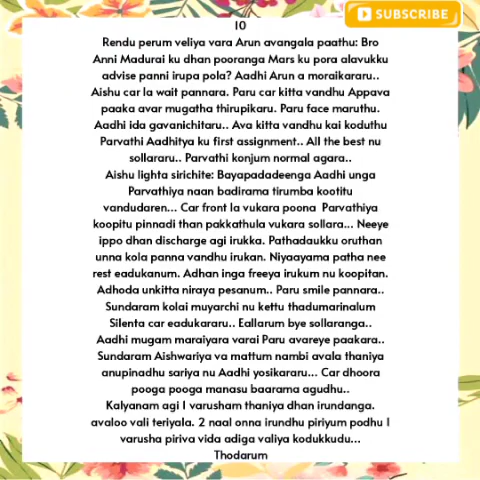 SUBSCRIBE
10
Rendu perum veliya vara Arun avangala paathu: Bro
Anni Madurai ku dhan pooranga Mars ku pora alavukku
advise panni irupa pola? Aadhi Arun a moraikararu..
Aishu car la wait pannara. Paru car kitta vandhu Appava
paaka avar mugatha thirupikaru. Paru face maruthu.
Aadhi ida gavanichitaru.. Ava kitta vandhu kai koduthu
Parvathi Aadhitya ku first assignment.. All the best nu
sollararu.. Parvathi konjum normal agara..
Aishu lighta sirichite: Bayapadadeenga Aadhi unga
Parvathiya naan badirama tirumba kootitu
vandudaren... Car front la vukara poona Parvathiya
koopitu pinnadi than pakkathula vukara sollara... Neeye
ippo dhan discharge agi irukka. Pathadaukku oruthan
unna kola panna vandhu irukan. Niyaayama patha nee
rest eadukanum. Adhan inga freeya irukum nu koopitan.
Adhoda unkitta niraya pesanum.. Paru smile pannara..
Sundaram kolai muyarchi nu kettu thadumarinalum
Silenta car eadukararu.. Eallarum bye sollaranga..
Aadhi mugam maraiyara varai Paru avareye paakara..
Sundaram Aishwariya va mattum nambi avala thaniya
anupinadhu sariya nu Aadhi yosikararu... Car dhoora
pooga pooga manasu baarama agudhu..
Kalyanam agi 1 varusham thaniya dhan irundanga.
avaloo vali teriyala. 2 naal onna irundhu piriyum podhu 1
varusha piriva vida adiga valiya kodukkudu...
Thodarum